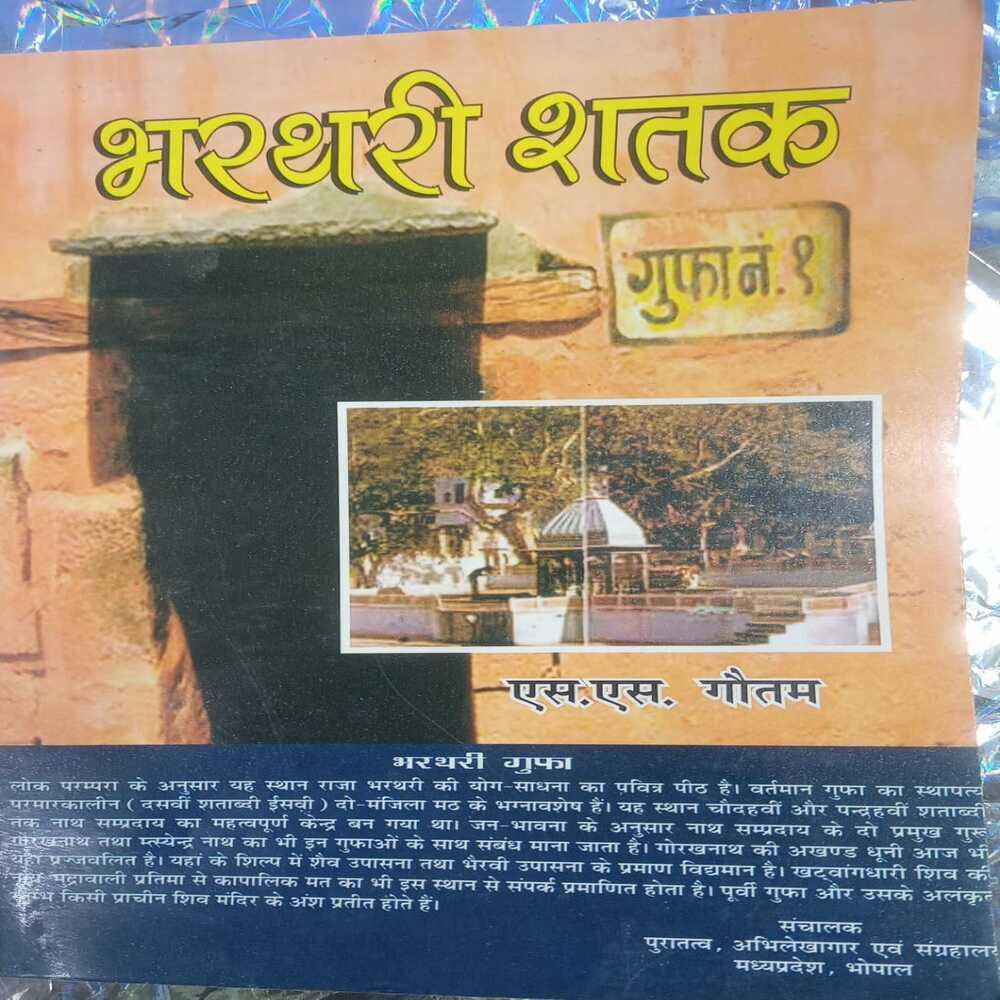 भरथरी शतक
गुफा नं. १
एस.एस. गौतम
भरथरी गुफा
लोक परम्परा के अनुसार यह स्थान राजा भरथरी की योग-साधना का पवित्र पीठ है। वर्तमान गुफा का स्थापत्य
परमारकालीन ( दसवीं शताब्दी ईसवी ) दो-मंजिला मठ के भग्नावशेष हैं। यह स्थान चौदहवीं और पन्द्रहवीं शताब्दी
तक नाथ सम्प्रदाय का महत्वपूर्ण केन्द्र बन गया था। जन-भावना के अनुसार नाथ सम्प्रदाय के दो प्रमुख गुरू
गोरखनाथ तथा मत्स्येन्द्र नाथ का भी इन गुफाओं के साथ संबंध माना जाता है। गोरखनाथ की अखण्ड धूनी आज भी
यहां प्रज्जवलित है। यहां के शिल्प में शैव उपासना तथा भैरवी उपासना के प्रमाण विद्यमान है। खट्वांगधारी शिव की
मुद्रावाली प्रतिमा से कापालिक मत का भी इस स्थान से संपर्क प्रमाणित होता है। पूर्वी गुफा और उसके अलंकृत
किसी प्राचीन शिव मंदिर के अंश प्रतीत होते हैं।
संचालक
पुरातत्व, अभिलेखागार एवं संग्रहालय
मध्यप्रदेश, भोपाल